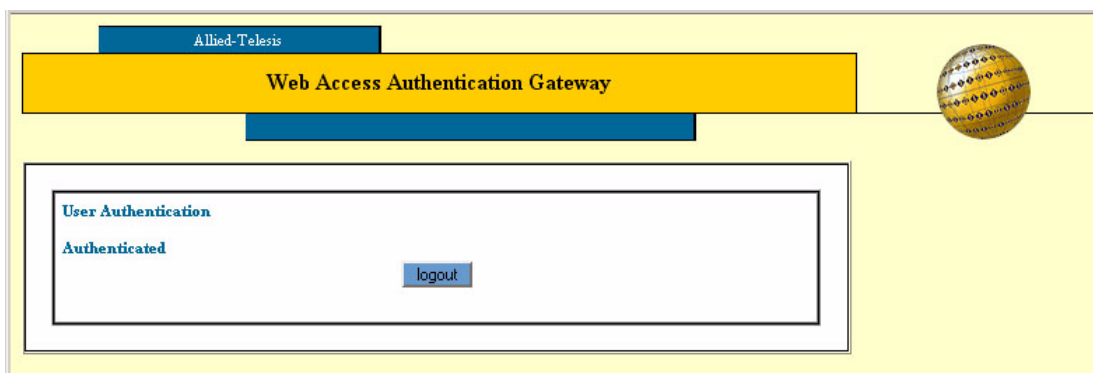 Allied-Telesis
Web Access Authentication Gateway
User Authentication
Authenticated
logout